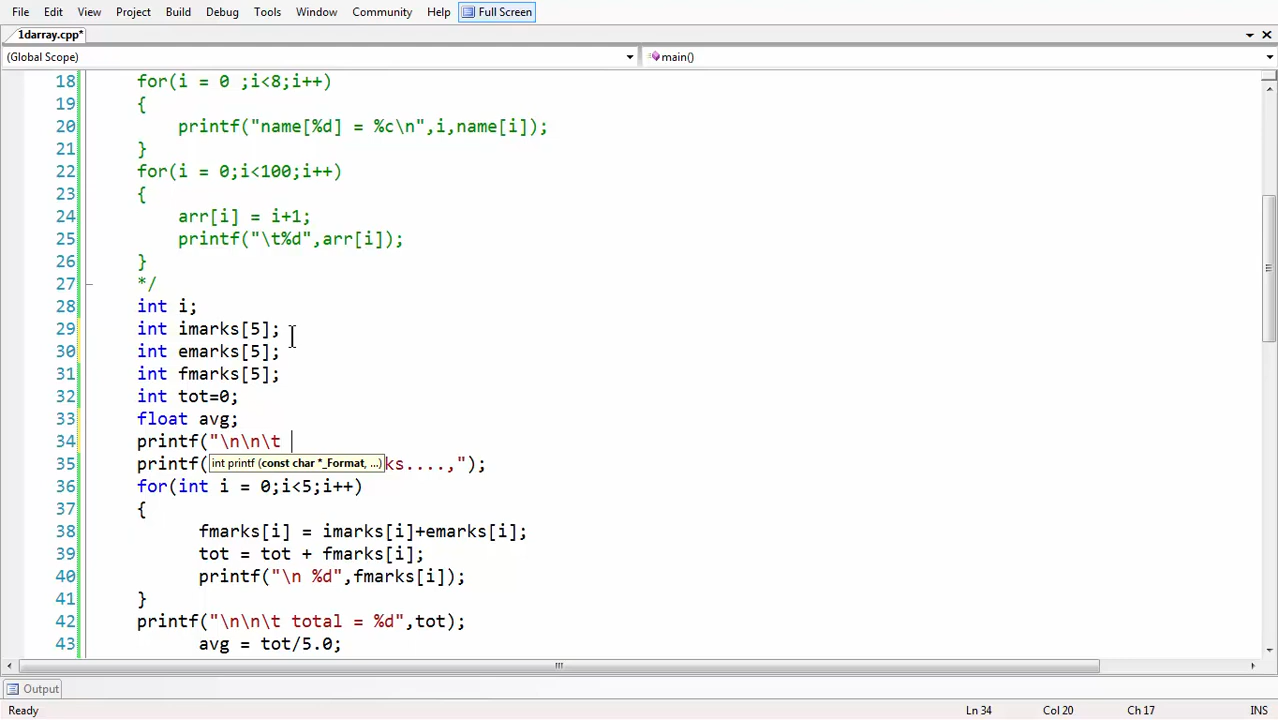 File Edit View Project Build Debug Tools Window Community Help Full Screen
1darray.cpp*
(Global Scope) main()
18 for(i = 0 ;i<8;i++)
19 {
20 printf("name[%d] = %c\n",i,name[i]);
21 }
22 for(i = 0;i<100;i++)
23 {
24 arr[i] = i+1;
25 printf("\t%d",arr[i]);
26 }
27 */
28 int i;
29 int imarks[5];
30 int emarks[5];
31 int fmarks[5];
32 int tot=0;
33 float avg;
34 printf("\n\n\t
35 printf( int printf (const char *_Format, ...) ks....,");
36 for(int i = 0;i<5;i++)
37 {
38 fmarks[i] = imarks[i]+emarks[i];
39 tot = tot + fmarks[i];
40 printf("\n %d",fmarks[i]);
41 }
42 printf("\n\n\t total = %d",tot);
43 avg = tot/5.0;
Output
Ready Ln 34 Col 20 Ch 17 INS